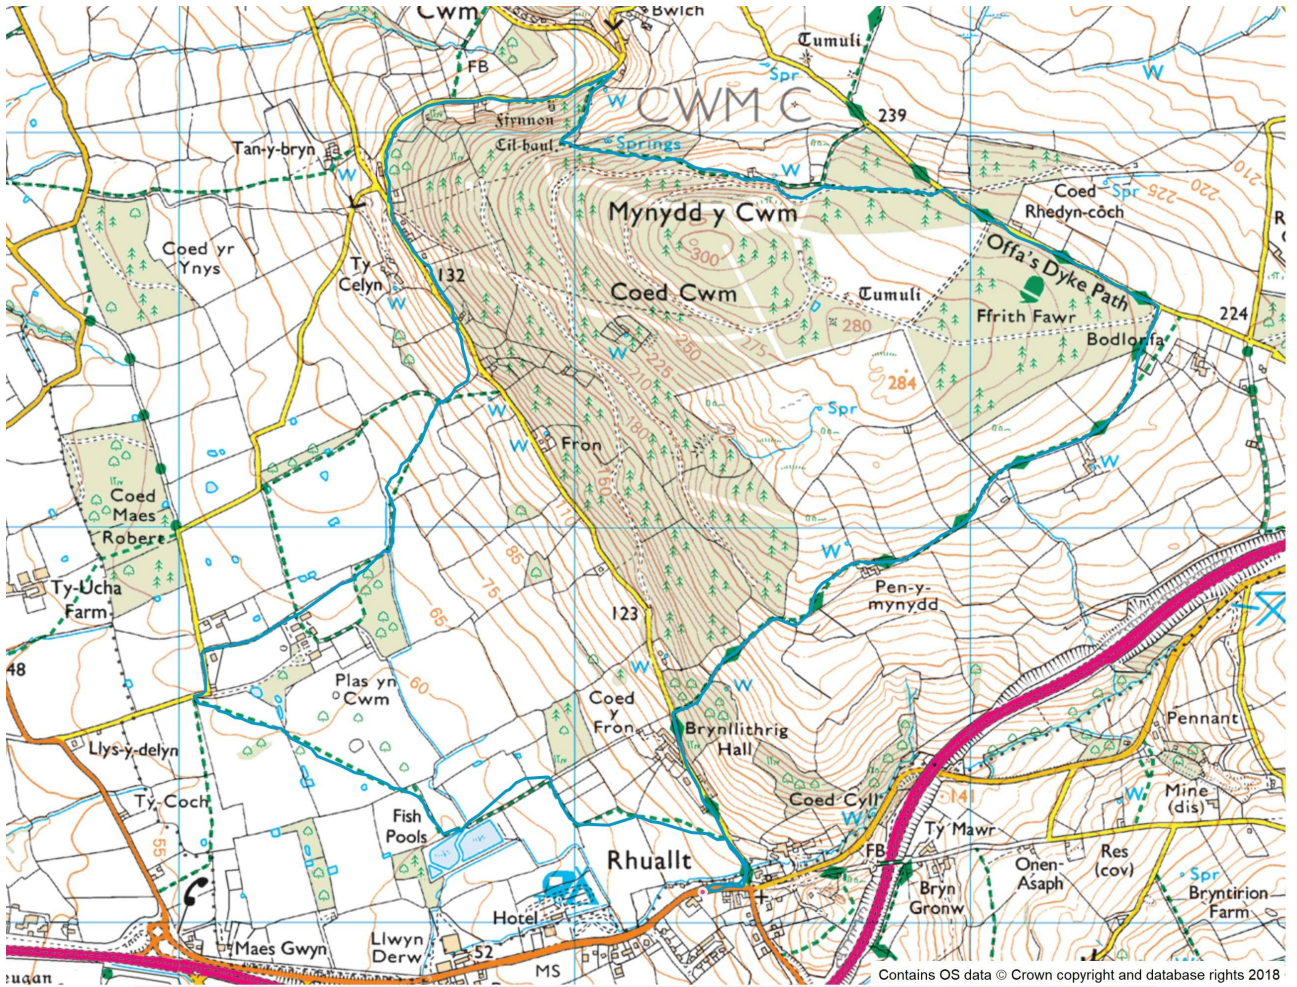 Cwm
Bwlch
Tumuli
FB
Spr
W
W
CWM C
239
Ffynnon
Cil-haul
Springs
Tan-y-bryn
W
W
Coed
Rhedyn-côch
Spr
225
220
210
Mynydd y Cwm
300
Coed yr
Ynys
Offa's Dyke Path
Ty
Celyn
132
W
Coed Cwm
Tumuli
280
Ffrith Fawr
224
Bodlonfa
W
250
275
225
210
284
Spr
W
W
180
Fron
W
Coed
Maes
Robert
160
110
W
85
Ty-Ucha
Farm
75
Pen-y-
mynydd
65
123
48
W
W
Plas yn
Cwm
60
Coed
y
Fron
Brynllithrig
Hall
Pennant
Llys-y-delyn
Mine
(dis)
W
Ty-Coch
Coed Cyll
141
W
Fish
Pools
55
Ty Mawr
FB
Rhuallt
Onen-
Asaph
Res
(cov)
Spr
Bryn
Gronw
Bryntirion
Farm
Hotel
Maes Gwyn
Llwyn
Derw
52
MS
eugan
Contains OS data © Crown copyright and database rights 2018